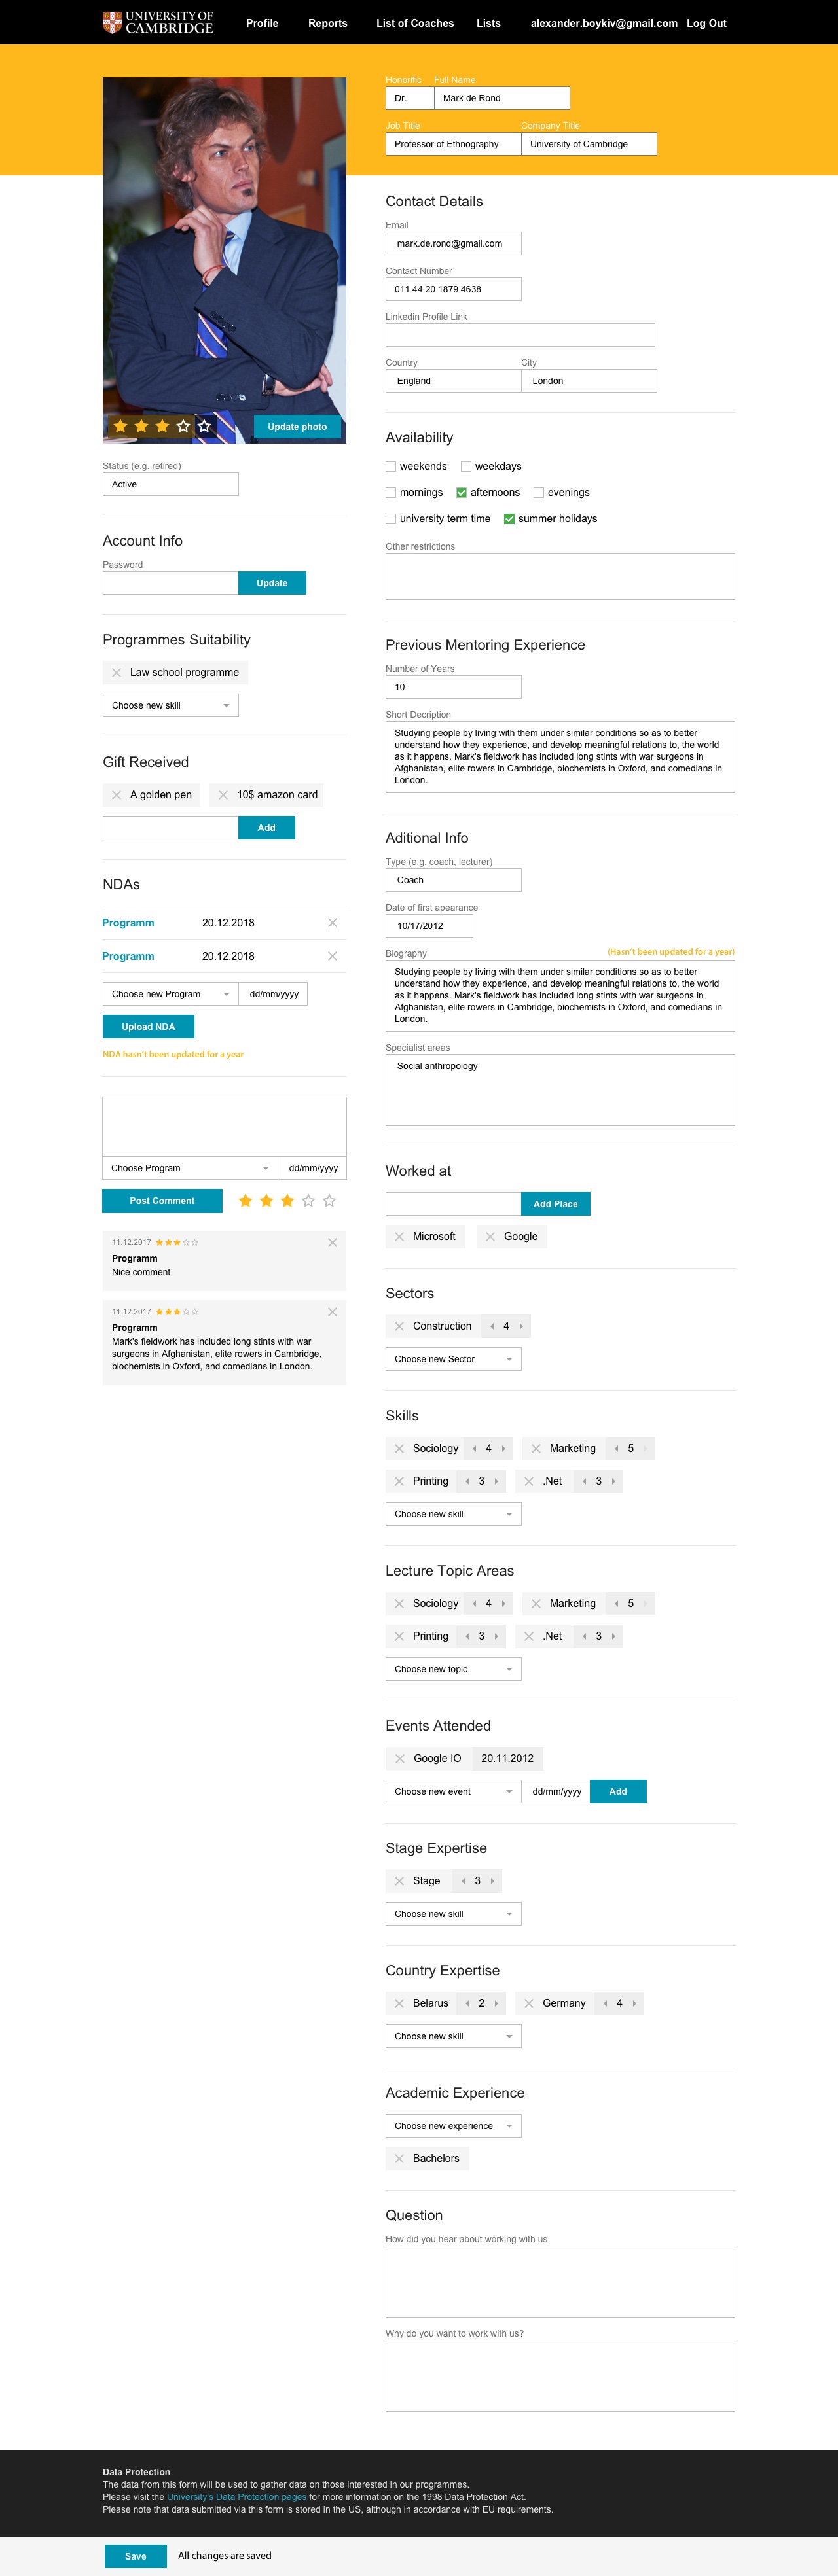 UNIVERSITY OF
CAMBRIDGE
Profile
Reports
List of Coaches
Lists
alexander.boykiv@gmail.com
Log Out
Honorific
Full Name
Dr.
Mark de Rond
Job Title
Company Title
Professor of Ethnography
University of Cambridge
Update photo
Status (e.g. retired)
Active
Account Info
Password
Update
Programmes Suitability
Law school programme
Choose new skill
Gift Received
A golden pen
10$ amazon card
Add
NDAs
Programm
20.12.2018
Programm
20.12.2018
Choose new Program
dd/mm/yyyy
Upload NDA
NDA hasn't been updated for a year
Choose Program
dd/mm/yyyy
Post Comment
11.12.2017
Programm
Nice comment
11.12.2017
Programm
Mark's fieldwork has included long stints with war
surgeons in Afghanistan, elite rowers in Cambridge,
biochemists in Oxford, and comedians in London.
Contact Details
Email
mark.de.rond@gmail.com
Contact Number
011 44 20 1879 4638
Linkedin Profile Link
Country
City
England
London
Availability
weekends
weekdays
mornings
afternoons
evenings
university term time
summer holidays
Other restrictions
Previous Mentoring Experience
Number of Years
10
Short Decription
Studying people by living with them under similar conditions so as to better
understand how they experience, and develop meaningful relations to, the world
as it happens. Mark's fieldwork has included long stints with war surgeons in
Afghanistan, elite rowers in Cambridge, biochemists in Oxford, and comedians in
London.
Aditional Info
Type (e.g. coach, lecturer)
Coach
Date of first apearance
10/17/2012
Biography
(Hasn't been updated for a year)
Studying people by living with them under similar conditions so as to better
understand how they experience, and develop meaningful relations to, the world
as it happens. Mark's fieldwork has included long stints with war surgeons in
Afghanistan, elite rowers in Cambridge, biochemists in Oxford, and comedians in
London.
Specialist areas
Social anthropology
Worked at
Add Place
Microsoft
Google
Sectors
Construction
4
Choose new Sector
Skills
Sociology
4
Marketing
5
Printing
3
.Net
3
Choose new skill
Lecture Topic Areas
Sociology
4
Marketing
5
Printing
3
.Net
3
Choose new topic
Events Attended
Google IO
20.11.2012
Choose new event
dd/mm/yyyy
Add
Stage Expertise
Stage
3
Choose new skill
Country Expertise
Belarus
2
Germany
4
Choose new skill
Academic Experience
Choose new experience
Bachelors
Question
How did you hear about working with us
Why do you want to work with us?
Data Protection
The data from this form will be used to gather data on those interested in our programmes.
Please visit the University's Data Protection pages for more information on the 1998 Data Protection Act.
Please note that data submitted via this form is stored in the US, although in accordance with EU requirements.
Save
All changes are saved